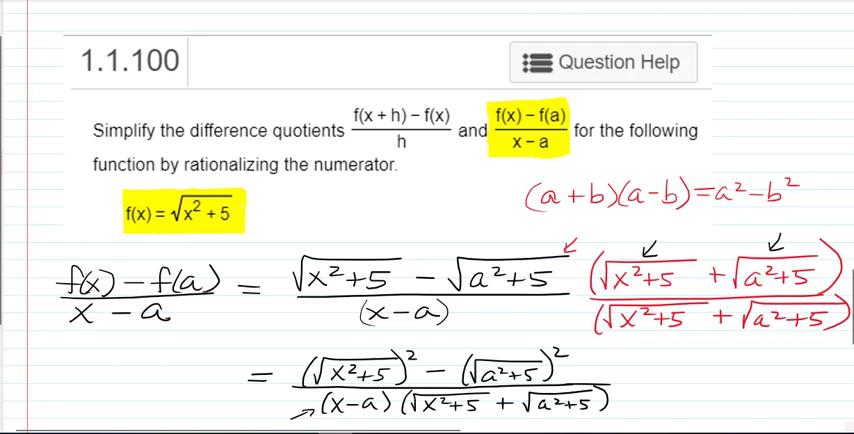 1.1.100
Question Help
Simplify the difference quotients f(x + h) − f(x) / h and f(x) − f(a) / x − a for the following
function by rationalizing the numerator.
f(x) = √(x² + 5)
(a + b)(a − b) = a² − b²
f(x) − f(a) / x − a = √(x² + 5) − √(a² + 5) / (x − a) (√(x² + 5) + √(a² + 5)) / (√(x² + 5) + √(a² + 5))
= (√(x² + 5))² − (√(a² + 5))² / (x − a) (√(x² + 5) + √(a² + 5))